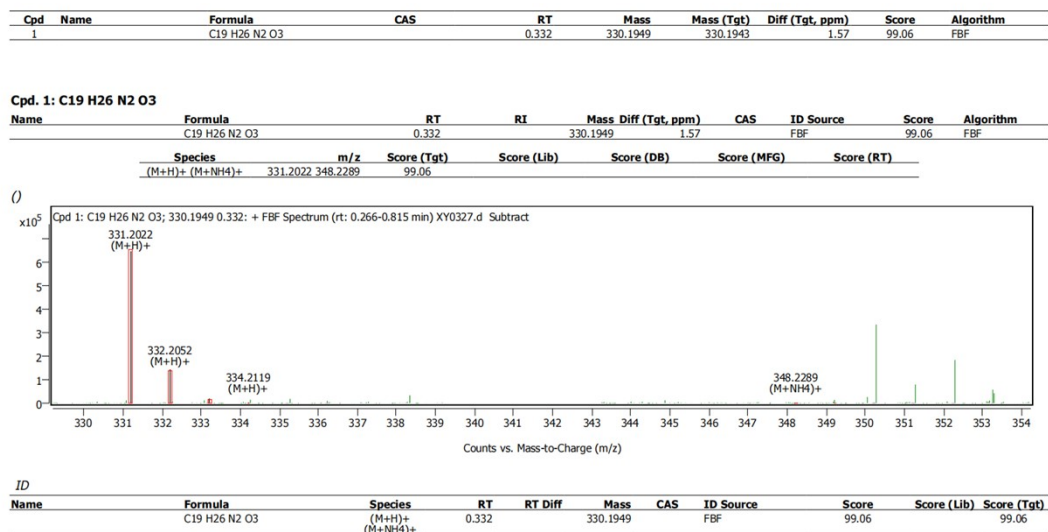 Cpd Name Formula CAS RT Mass Mass (Tgt) Diff (Tgt, ppm) Score Algorithm
1 C19 H26 N2 O3 0.332 330.1949 330.1943 1.57 99.06 FBF
Cpd. 1: C19 H26 N2 O3
Name Formula RT RI Mass Diff (Tgt, ppm) CAS ID Source Score Algorithm
C19 H26 N2 O3 0.332 330.1949 1.57 FBF 99.06 FBF
Species m/z Score (Tgt) Score (Lib) Score (DB) Score (MFG) Score (RT)
(M+H)+ (M+NH4)+ 331.2022 348.2289 99.06
()
x10⁵ Cpd 1: C19 H26 N2 O3; 330.1949 0.332: + FBF Spectrum (rt: 0.266-0.815 min) XY0327.d Subtract
331.2022
(M+H)+
6
5
4
3
332.2052
(M+H)+
2
334.2119
(M+H)+
348.2289
(M+NH4)+
1
0
330 331 332 333 334 335 336 337 338 339 340 341 342 343 344 345 346 347 348 349 350 351 352 353 354
Counts vs. Mass-to-Charge (m/z)
ID
Name Formula Species RT RT Diff Mass CAS ID Source Score Score (Lib) Score (Tgt)
C19 H26 N2 O3 (M+H)+ 0.332 330.1949 FBF 99.06 99.06
(M+NH4)+